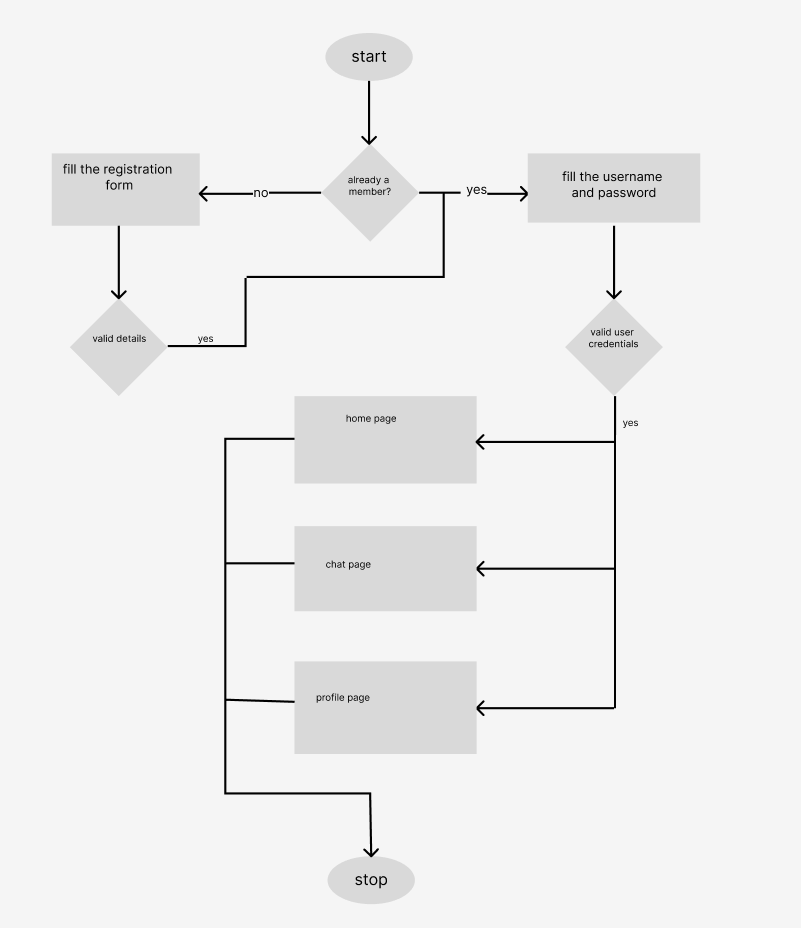 start
already a
member?
no
yes
fill the registration
form
fill the username
and password
valid details
yes
valid user
credentials
yes
home page
chat page
profile page
stop